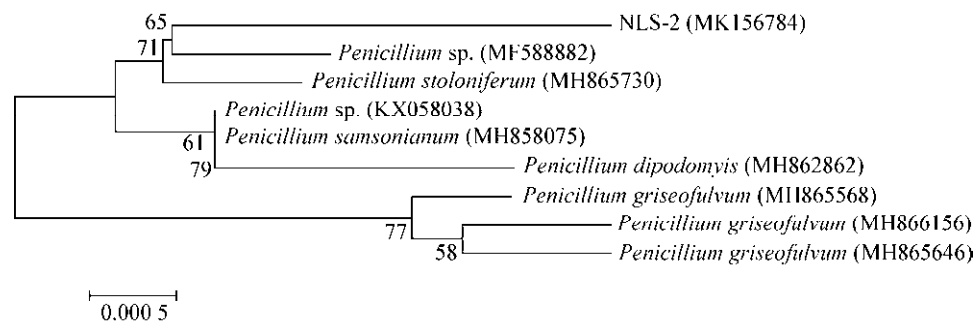 65
NLS-2 (MK156784)
71
Penicillium sp. (MF588882)
Penicillium stoloniferum (MH865730)
Penicillium sp. (KX058038)
61
Penicillium samsonianum (MH858075)
79
Penicillium dipodomyis (MH862862)
Penicillium griseofulvum (MH865568)
77
Penicillium griseofulvum (MH866156)
58
Penicillium griseofulvum (MH865646)
0.000 5